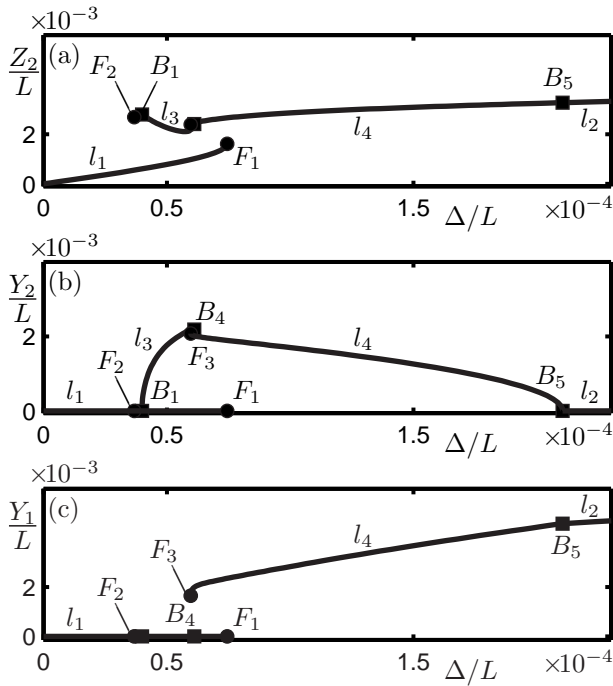 ×10⁻³
Z₂/L
(a)
F₂
B₁
l₃
B₅
l₂
l₄
2
l₁
F₁
0
0
0.5
1.5
×10⁻⁴
Δ/L
×10⁻³
Y₂/L
(b)
B₄
2
l₃
l₄
F₃
F₂
l₁
B₁
F₁
B₅
l₂
0
0
0.5
1.5
×10⁻⁴
Δ/L
×10⁻³
Y₁/L
(c)
l₂
l₄
B₅
F₃
2
F₂
B₄
l₁
F₁
0
0
0.5
1.5
×10⁻⁴
Δ/L